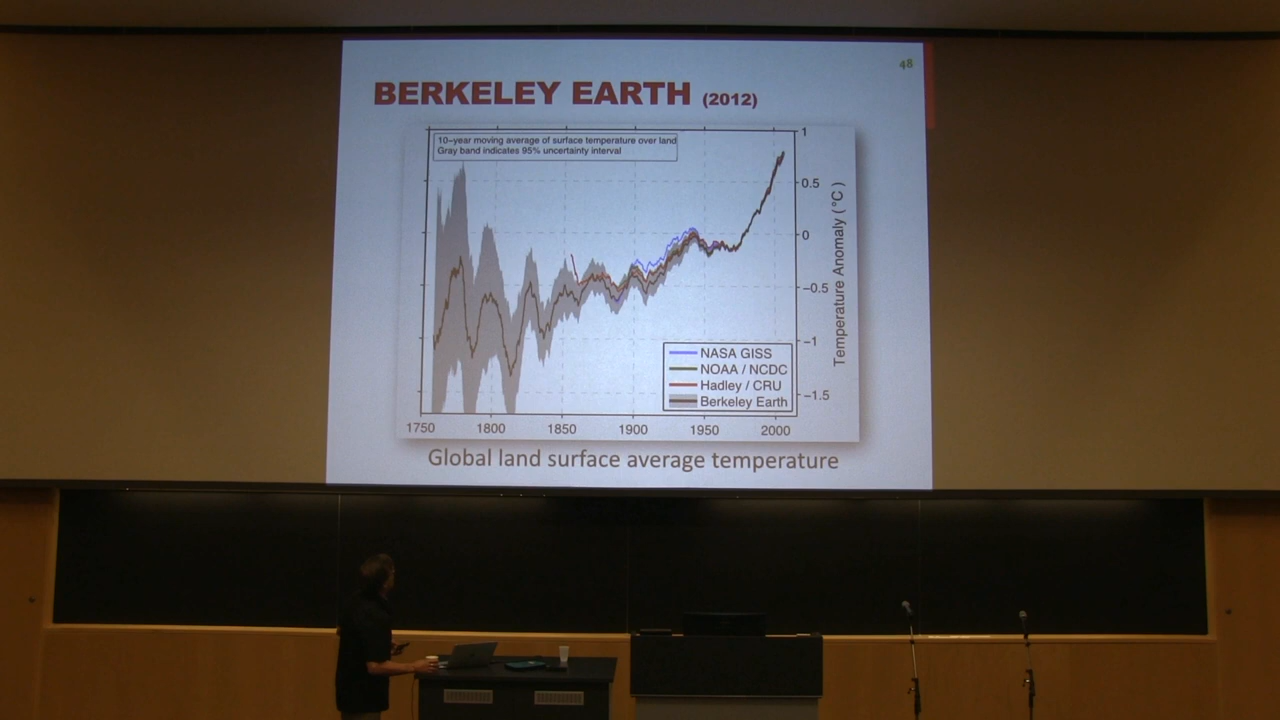 48
BERKELEY EARTH (2012)
10-year moving average of surface temperature over land
Gray band indicates 95% uncertainty interval
1
0.5
0
-0.5
-1
-1.5
Temperature Anomaly (°C)
NASA GISS
NOAA / NCDC
Hadley / CRU
Berkeley Earth
1750 1800 1850 1900 1950 2000
Global land surface average temperature